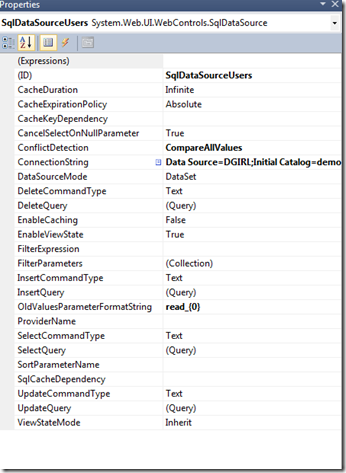 Properties
SqlDataSourceUsers System.Web.UI.WebControls.SqlDataSource
(Expressions)
(ID) SqlDataSourceUsers
CacheDuration Infinite
CacheExpirationPolicy Absolute
CacheKeyDependency
CancelSelectOnNullParameter True
ConflictDetection CompareAllValues
ConnectionString Data Source=DGIRL;Initial Catalog=demo
DataSourceMode DataSet
DeleteCommandType Text
DeleteQuery (Query)
EnableCaching False
EnableViewState True
FilterExpression
FilterParameters (Collection)
InsertCommandType Text
InsertQuery (Query)
OldValuesParameterFormatString read_{0}
ProviderName
SelectCommandType Text
SelectQuery (Query)
SortParameterName
SqlCacheDependency
UpdateCommandType Text
UpdateQuery (Query)
ViewStateMode Inherit